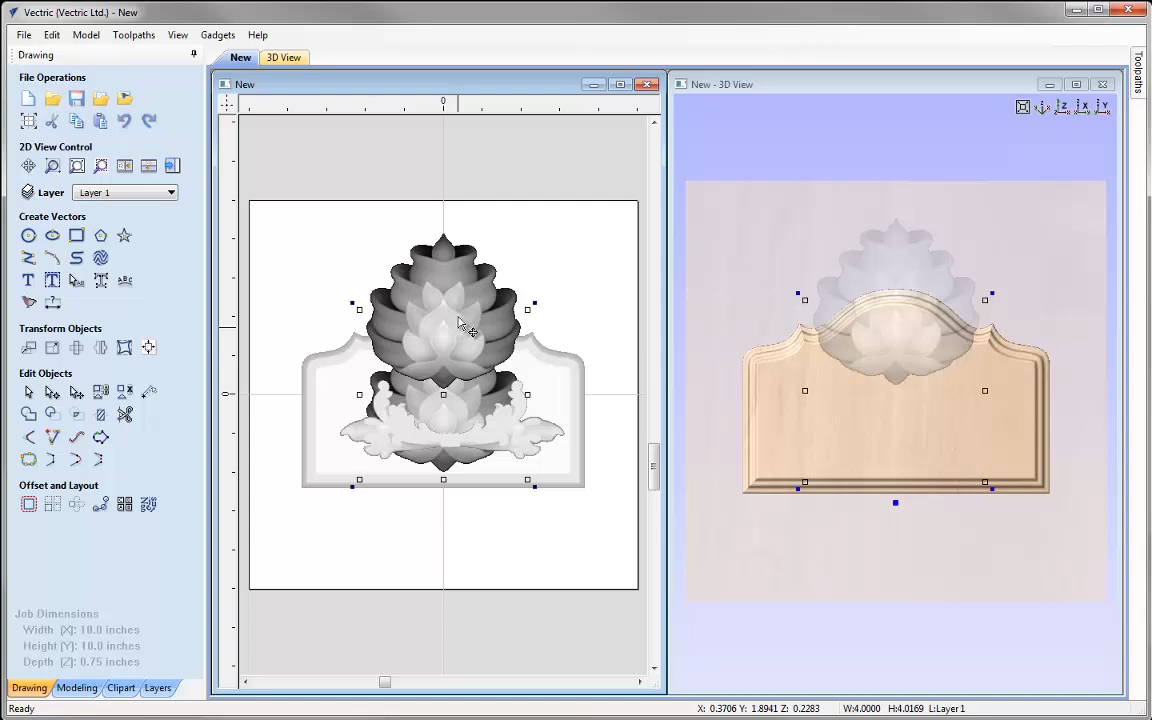 Vectric {Vectric Ltd.} - New
File Edit Model Toolpaths View Gadgets Help
Drawing
New
3D View
Toolpaths
File Operations
2D View Control
Layer
Layer 1
Create Vectors
Transform Objects
Edit Objects
Offset and Layout
Job Dimensions
Width (X): 10.0 inches
Height (Y): 10.0 inches
Depth (Z): 0.75 inches
Drawing Modeling Clipart Layers
New
0
0
New - 3D View
Z X Y
Ready
X: 0.3706 Y: 1.8941 Z: 0.2283
W:4.0000 H:4.0169 L:Layer 1